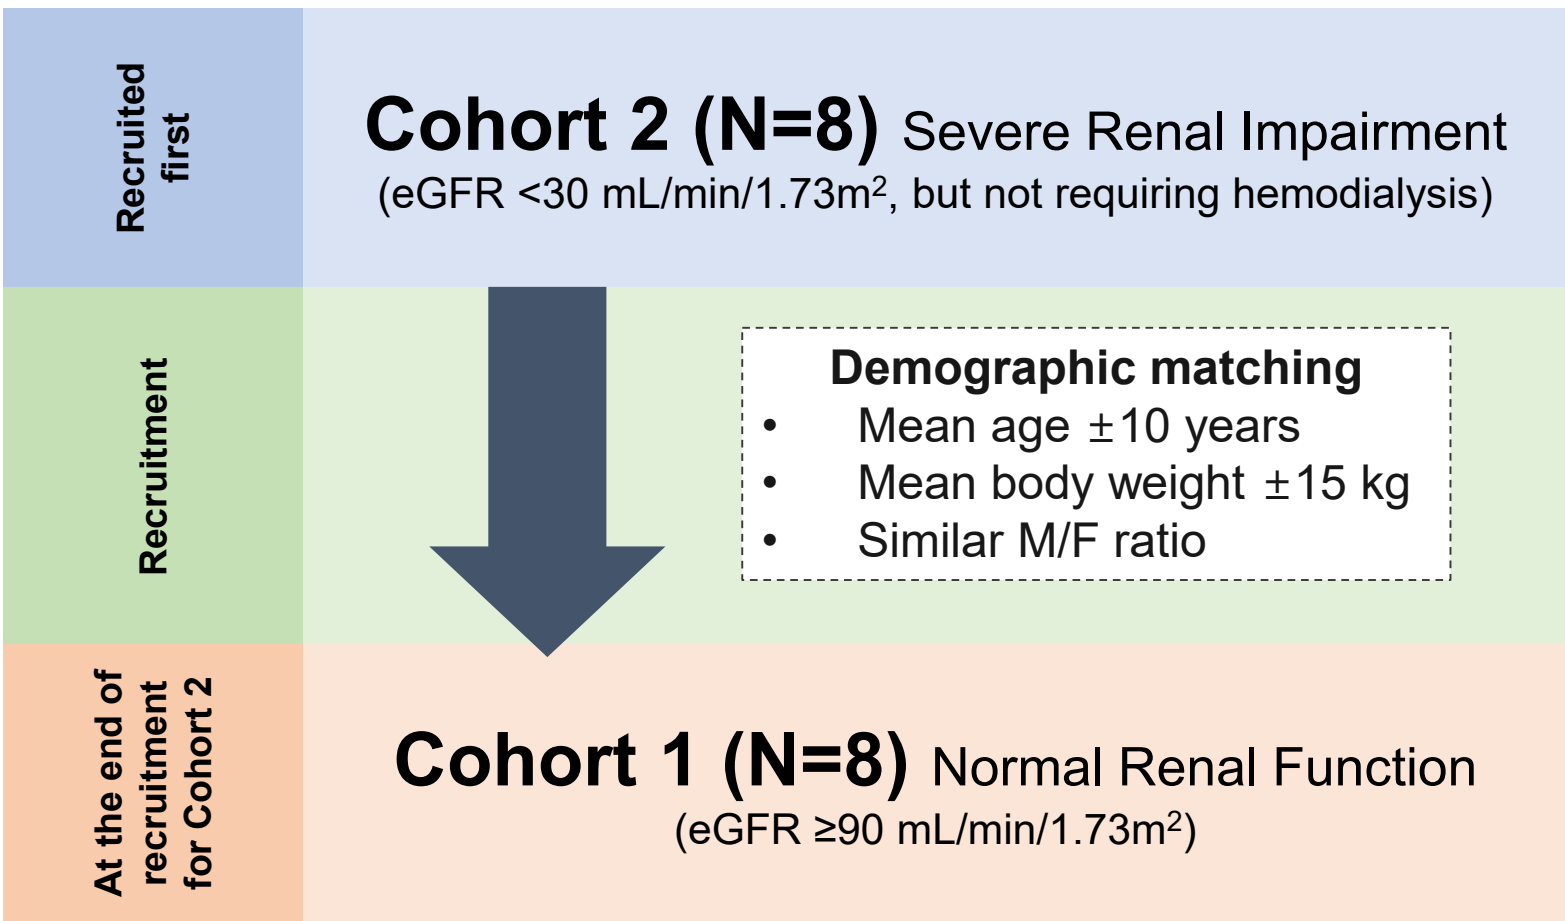 Recruited
first
Cohort 2 (N=8) Severe Renal Impairment
(eGFR <30 mL/min/1.73m², but not requiring hemodialysis)
Recruitment
Demographic matching
• Mean age ±10 years
• Mean body weight ±15 kg
• Similar M/F ratio
At the end of
recruitment
for Cohort 2
Cohort 1 (N=8) Normal Renal Function
(eGFR ≥90 mL/min/1.73m²)